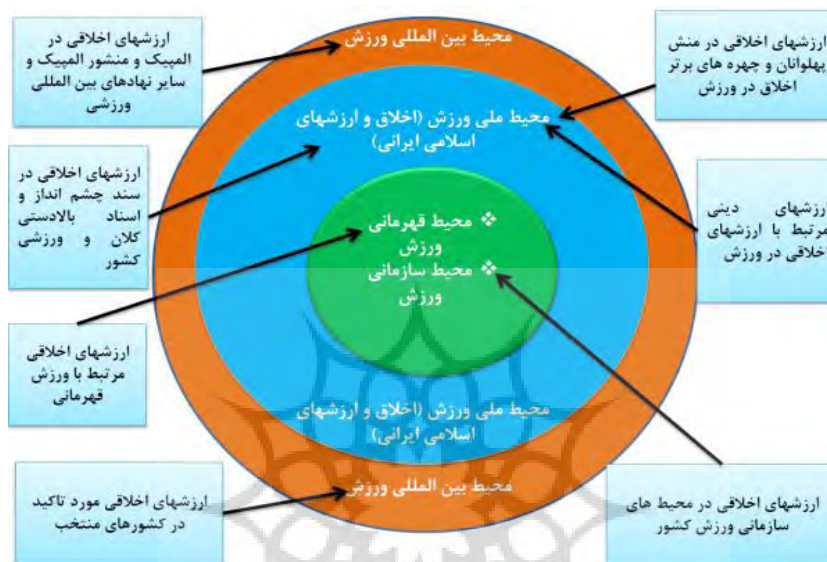 محیط بین المللی ورزش
ارزشهای اخلاقی در منش
پهلوانان و چهره های برتر
اخلاق در ورزش
ارزشهای اخلاقی در
المپیک و منشور المپیک و
سایر نهادهای بین المللی
ورزشی
محیط ملی ورزش (اخلاق و ارزشهای
اسلامی ایرانی)
ارزشهای دینی
مرتبط با ارزشهای
اخلاقی در ورزش
ارزشهای اخلاقی در
سند چشم انداز و
اسناد بالادستی
کلان و ورزشی
کشور
❖ محیط قهرمانی
ورزش
❖ محیط سازمانی
ورزش
ارزشهای اخلاقی
مرتبط با ورزش
قهرمانی
محیط ملی ورزش (اخلاق و ارزشهای
اسلامی ایرانی)
محیط بین المللی ورزش
ارزشهای اخلاقی در محیط های
سازمانی ورزش کشور
ارزشهای اخلاقی مورد تاکید
در کشورهای منتخب